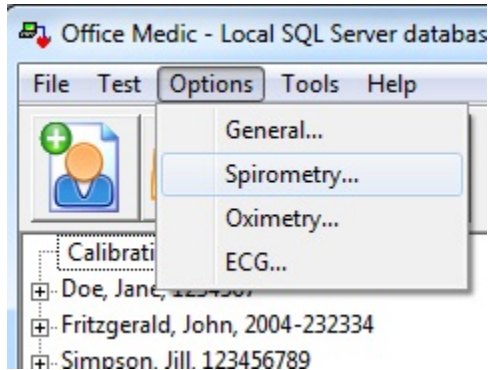 Office Medic - Local SQL Server databas
File Test Options Tools Help
General...
Spirometry...
Oximetry...
ECG...
Calibrati
Doe, Jane, 1234567
Fritzgerald, John, 2004-232334
Simpson, Jill, 123456789